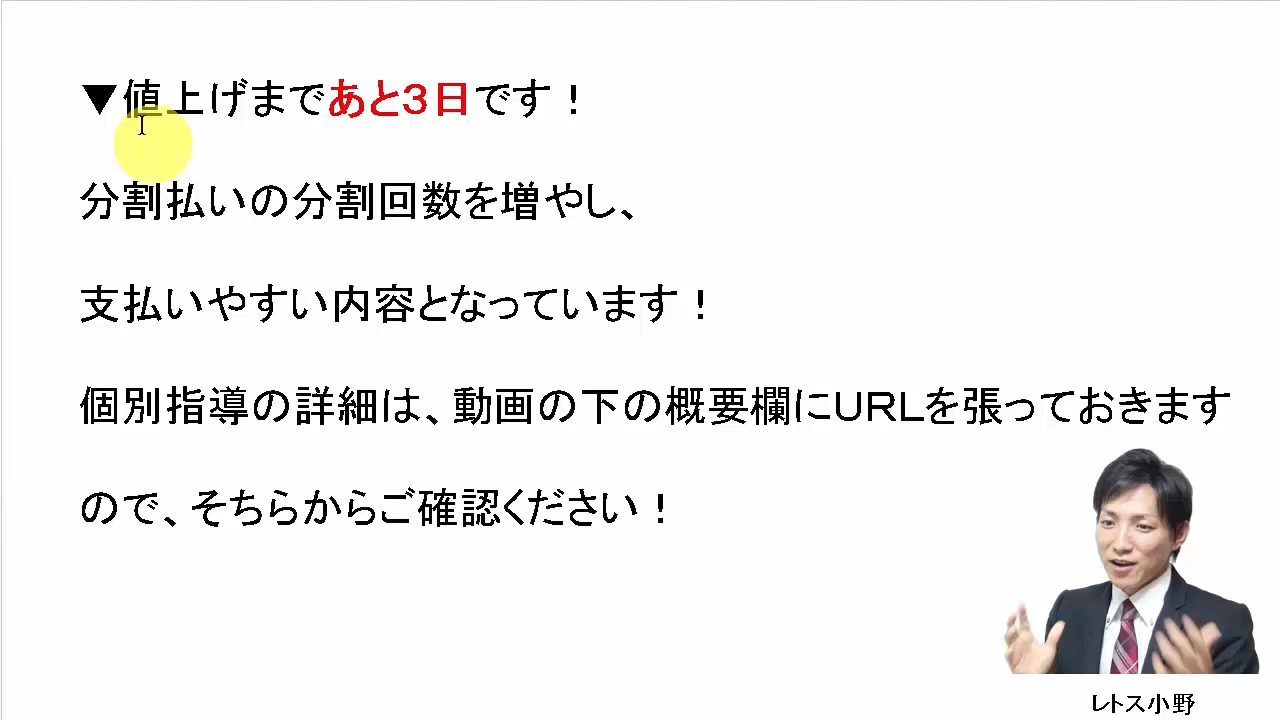 ▼値上げまであと３日です！
分割払いの分割回数を増やし、
支払いやすい内容となっています！
個別指導の詳細は、動画の下の概要欄にＵＲＬを張っておきます
ので、そちらからご確認ください！
レトス小野